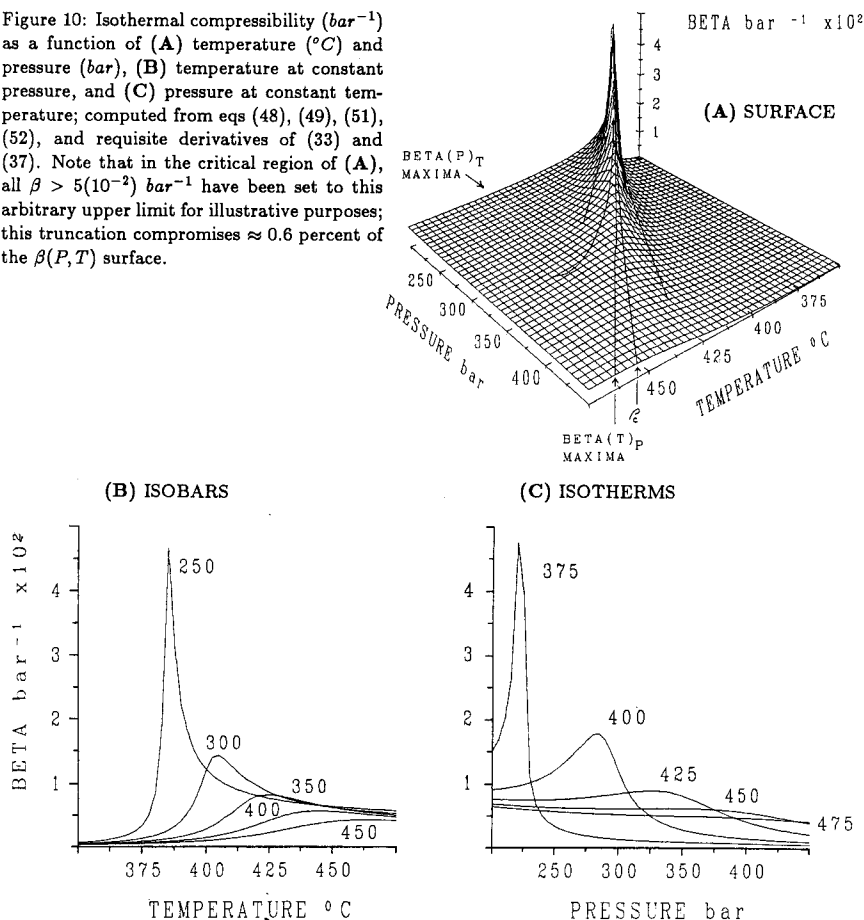 Figure 10: Isothermal compressibility (bar⁻¹)
as a function of (A) temperature (°C) and
pressure (bar), (B) temperature at constant
pressure, and (C) pressure at constant tem-
perature; computed from eqs (48), (49), (51),
(52), and requisite derivatives of (33) and
(37). Note that in the critical region of (A),
all β > 5(10⁻²) bar⁻¹ have been set to this
arbitrary upper limit for illustrative purposes;
this truncation compromises ≈ 0.6 percent of
the β(P,T) surface.
BETA bar ⁻¹ x10²
4
3
2
1
(A) SURFACE
BETA(P)T
MAXIMA
250
300
350
400
PRESSURE bar
375
400
425
450
TEMPERATURE °C
BETA(T)P
MAXIMA
(B) ISOBARS
BETA bar⁻¹ x10²
4
3
2
1
250
300
350
400
450
375 400 425 450
TEMPERATURE °C
(C) ISOTHERMS
4
3
2
1
375
400
425
450
475
250 300 350 400
PRESSURE bar